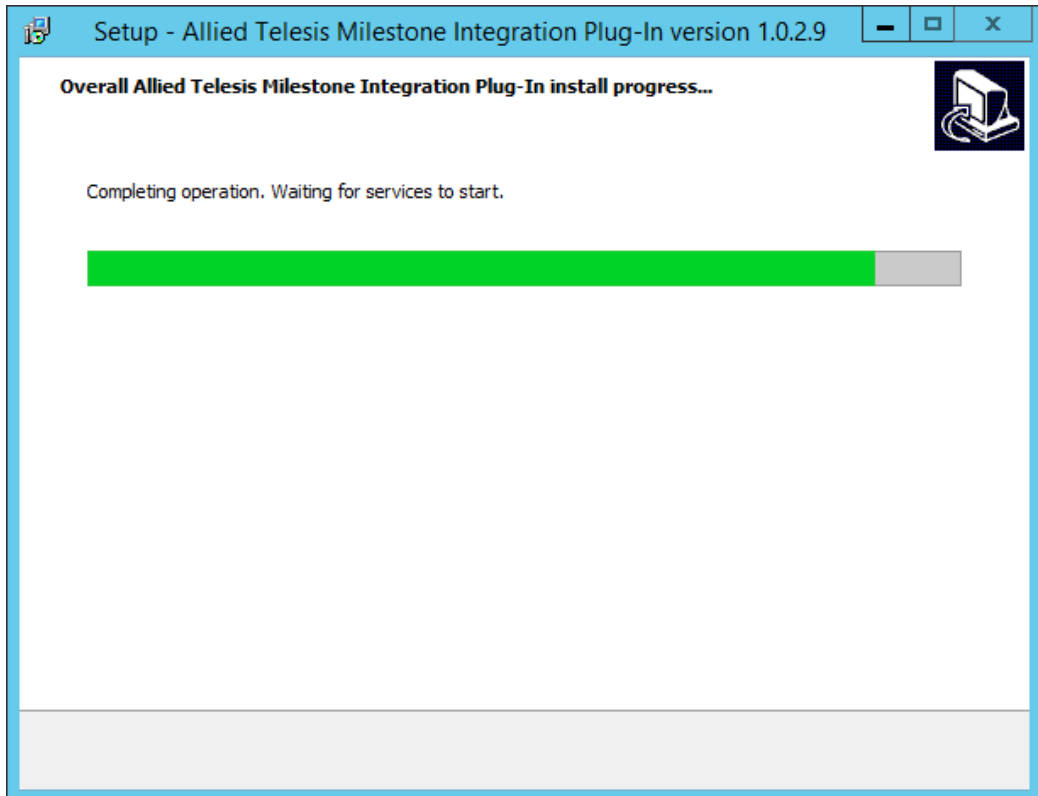 Setup - Allied Telesis Milestone Integration Plug-In version 1.0.2.9
Overall Allied Telesis Milestone Integration Plug-In install progress...
Completing operation. Waiting for services to start.